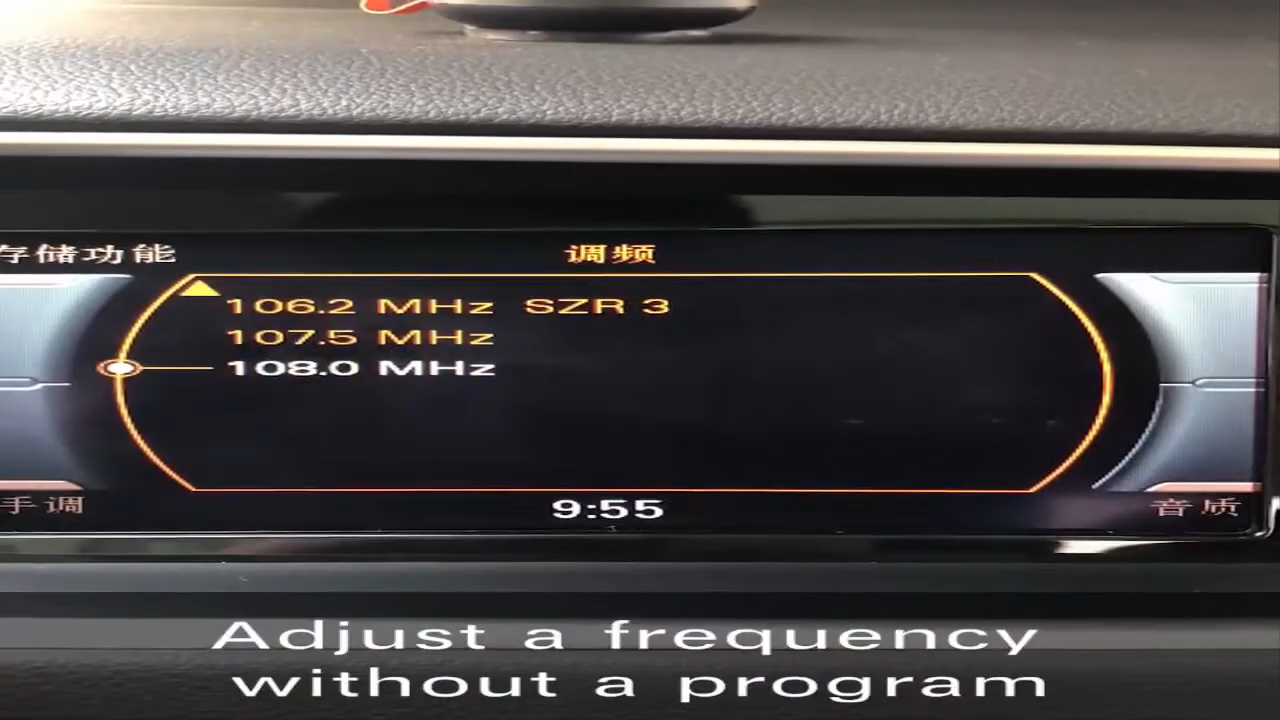 存储功能
调频
106.2 MHz SZR 3
107.5 MHz
108.0 MHz
手调
9:55
音质
Adjust a frequency
without a program